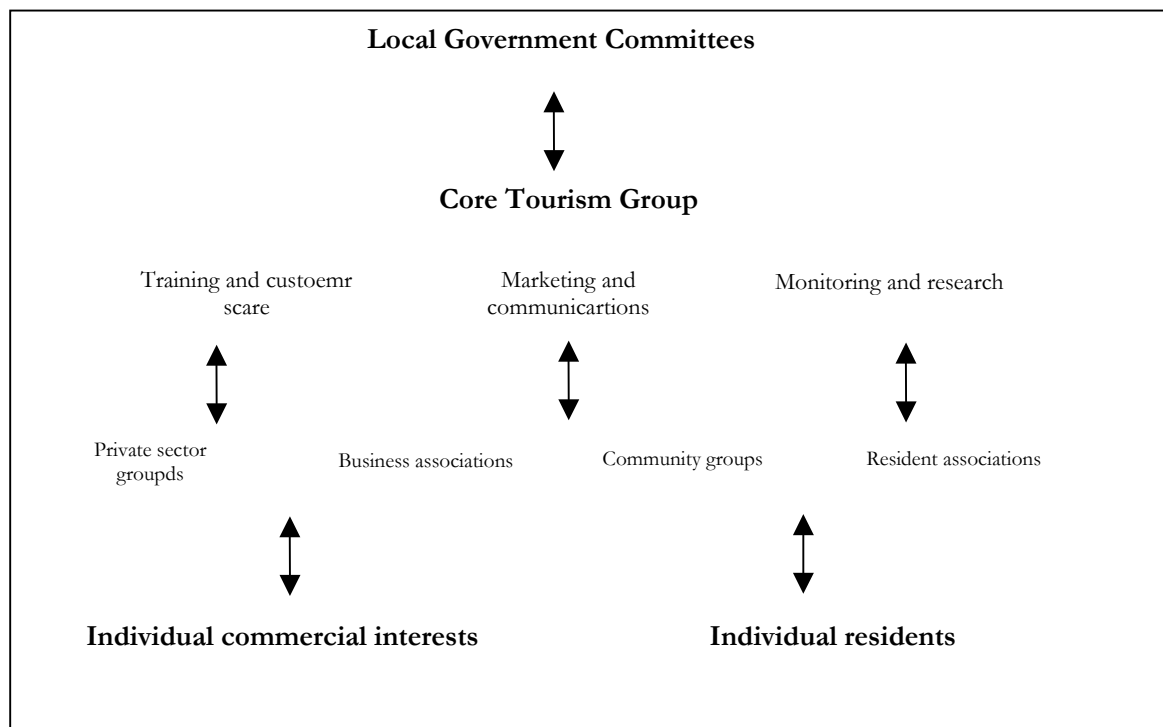 Local Government Committees
Core Tourism Group
Training and custoemr
scare
Marketing and
communicartions
Monitoring and research
Private sector
groupds
Business associations
Community groups
Resident associations
Individual commercial interests
Individual residents